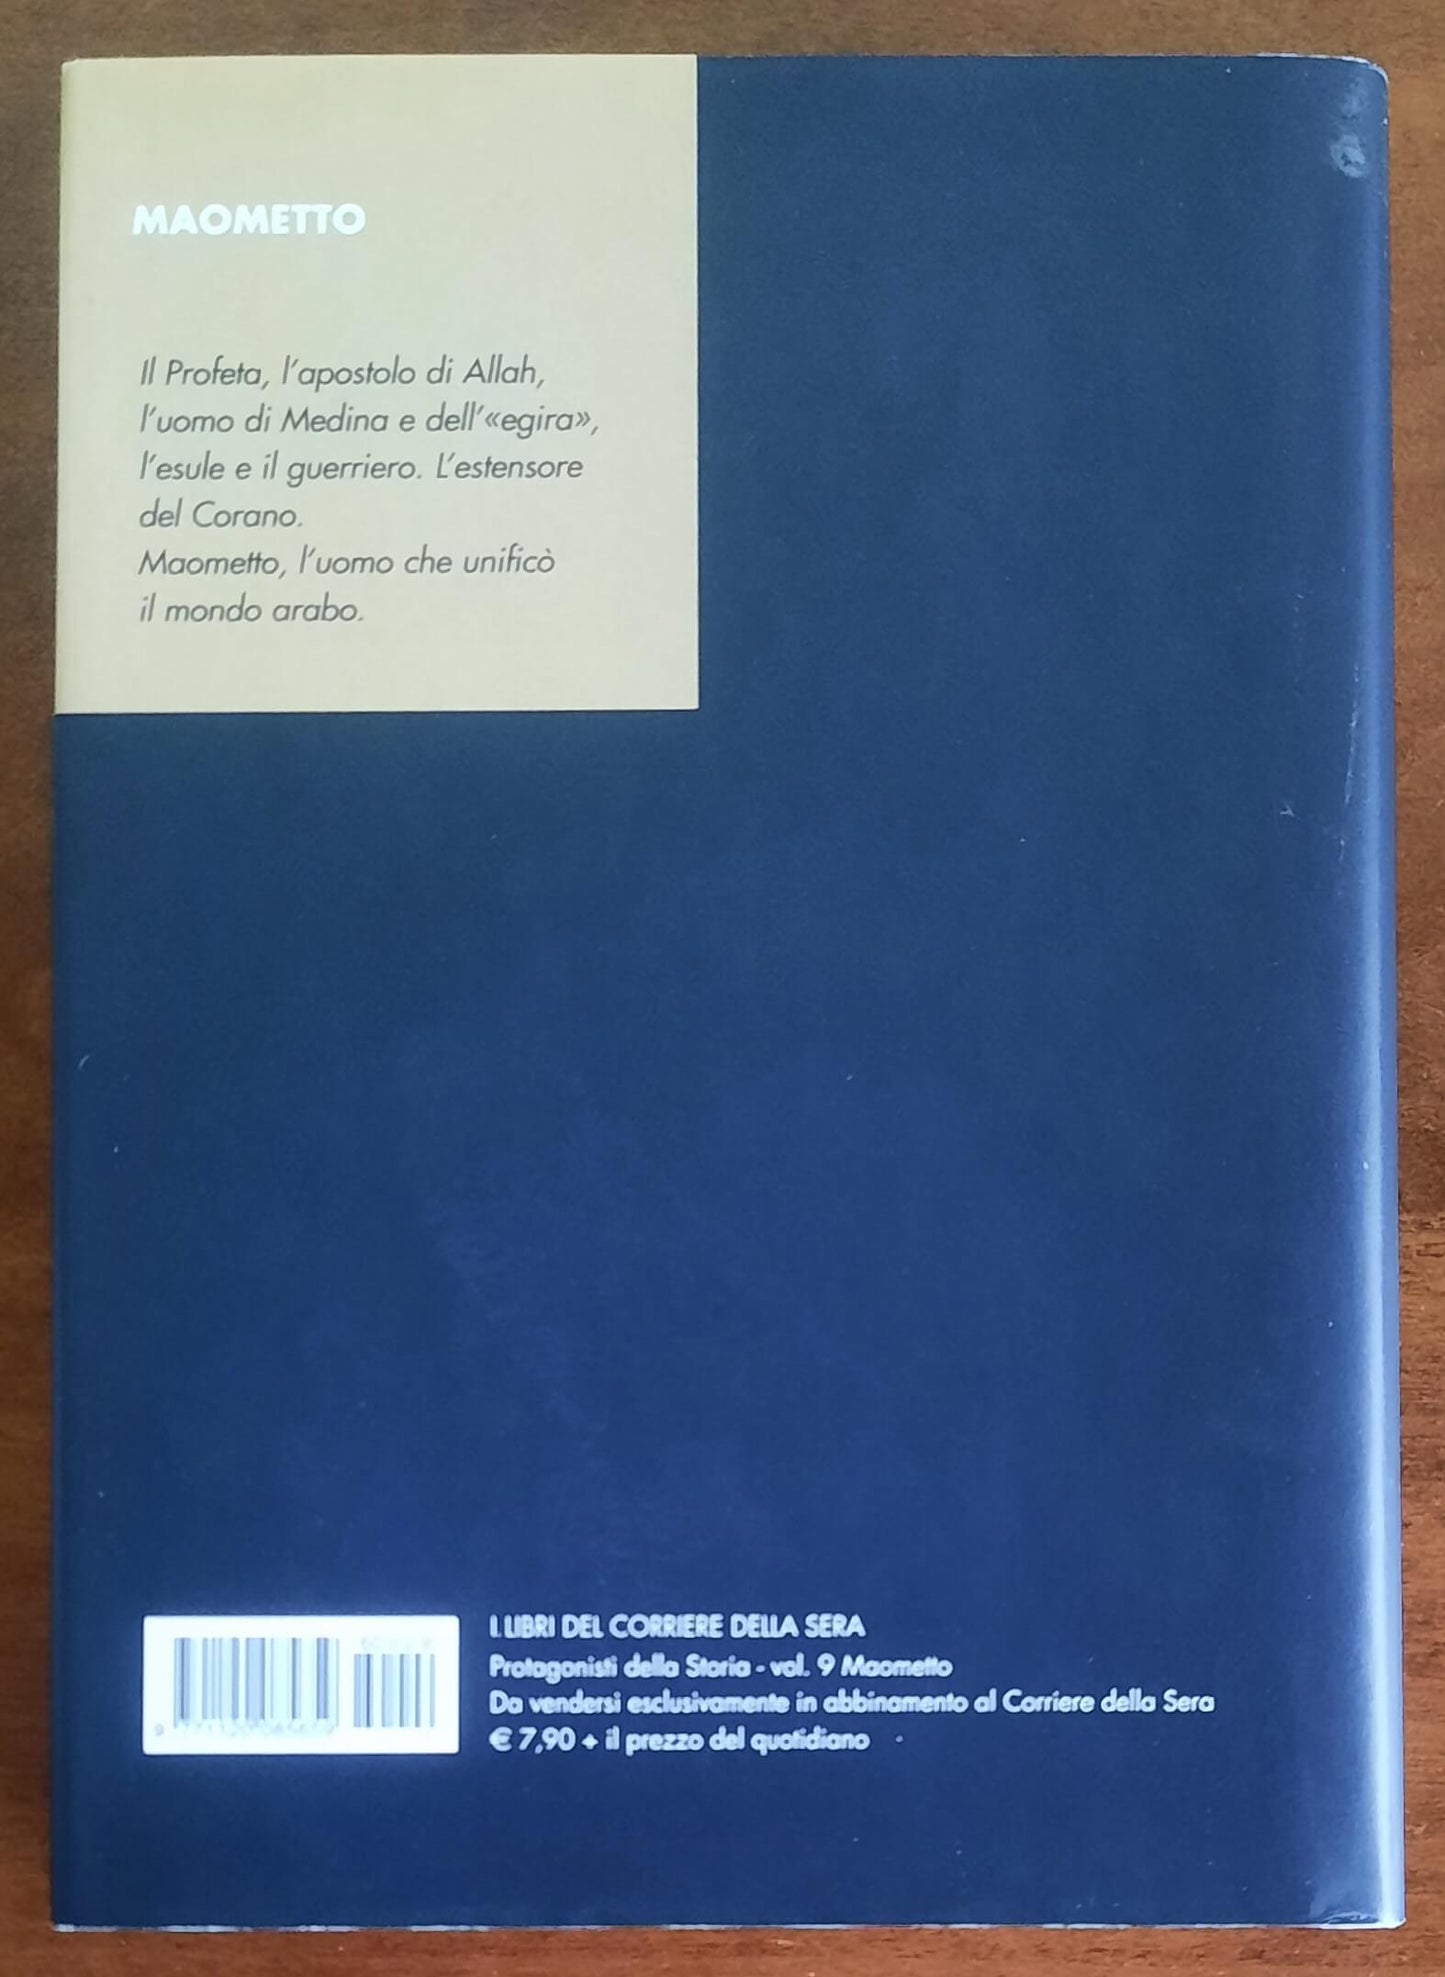 MAOMETTO
Il Profeta, l'apostolo di Allah,
l'uomo di Medina e dell'«egira»,
l'esule e il guerriero. L'estensore
del Corano.
Maometto, l'uomo che unificò
il mondo arabo.
I LIBRI DEL CORRIERE DELLA SERA
Protagonisti della Storia - vol. 9 Maometto
Da vendersi esclusivamente in abbinamento al Corriere della Sera
€ 7,90 + il prezzo del quotidiano